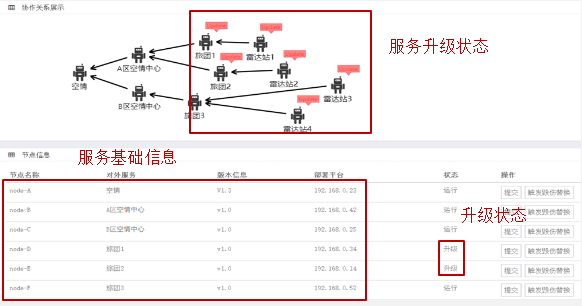 协作关系展示
服务升级状态
旅团1
雷达站1
A区空情中心
旅团2
雷达站2
空情
雷达站3
B区空情中心
旅团3
雷达站4
节点信息
服务基础信息
节点名称 对外服务 版本信息 部署平台 状态 操作
node-A 空情 v1.2 192.168.0.23 运行 提交 触发毁伤替换
node-B A区空情中心 v1.0 192.168.0.42 运行 提交 触发毁伤替换
升级状态
node-C B区空情中心 v1.0 192.168.0.25 运行 提交 触发毁伤替换
node-D 旅团1 v1.0 192.168.0.34 升级 提交 触发毁伤替换
node-E 旅团2 v1.0 192.168.0.14 升级 提交 触发毁伤替换
node-F 旅团3 v1.0 192.168.0.52 运行 提交 触发毁伤替换